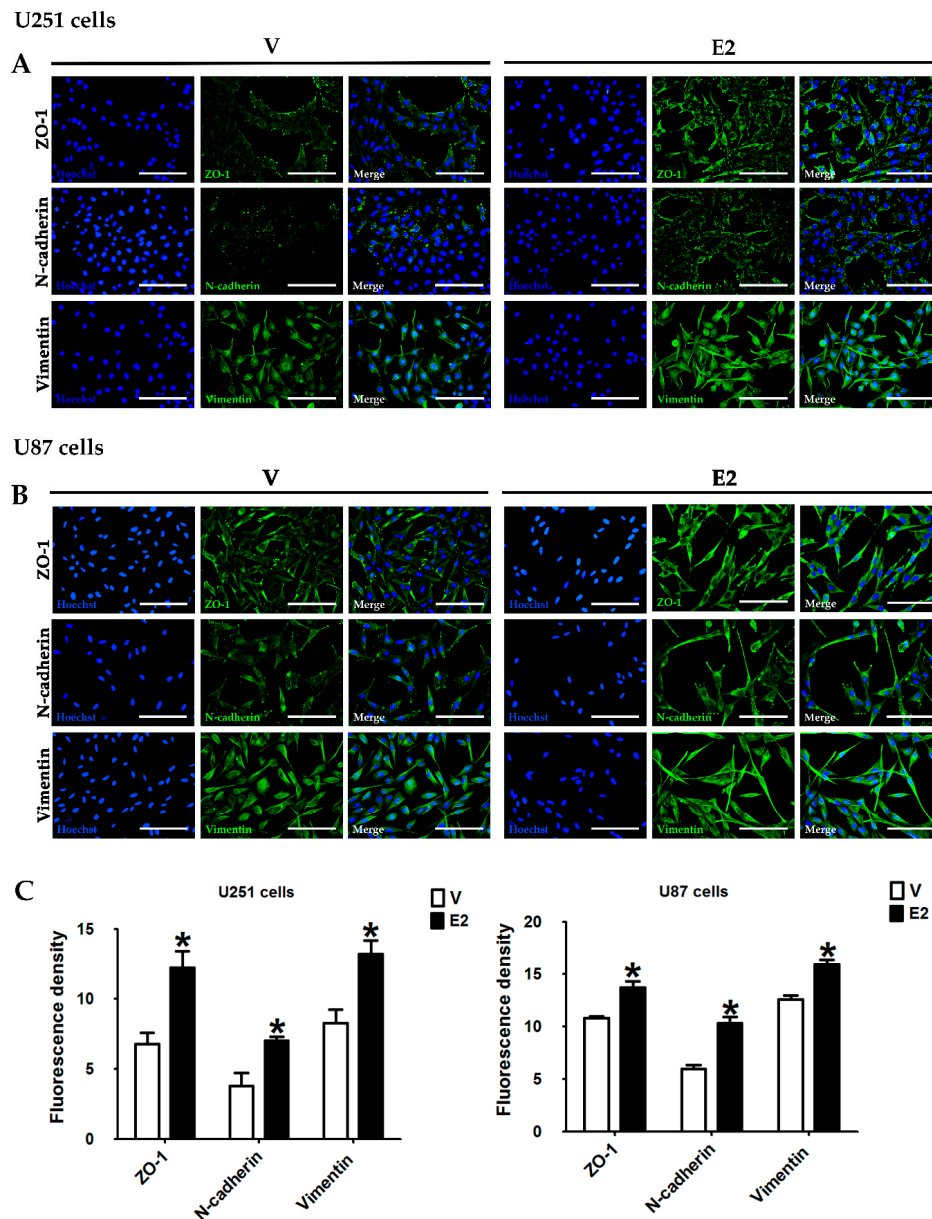 U251 cells
V E2
A
ZO-1
Hoechst ZO-1 Merge Hoechst ZO-1 Merge
N-cadherin
Hoechst N-cadherin Merge Hoechst N-cadherin Merge
Vimentin
Hoechst Vimentin Merge Hoechst Vimentin Merge
U87 cells
V E2
B
ZO-1
Hoechst ZO-1 Merge Hoechst ZO-1 Merge
N-cadherin
Hoechst N-cadherin Merge Hoechst N-cadherin Merge
Vimentin
Hoechst Vimentin Merge Hoechst Vimentin Merge
C
U251 cells
V
E2
Fluorescence density
15
10
5
0
* * *
ZO-1 N-cadherin Vimentin
U87 cells
V
E2
Fluorescence density
20
15
10
5
0
* * *
ZO-1 N-cadherin Vimentin